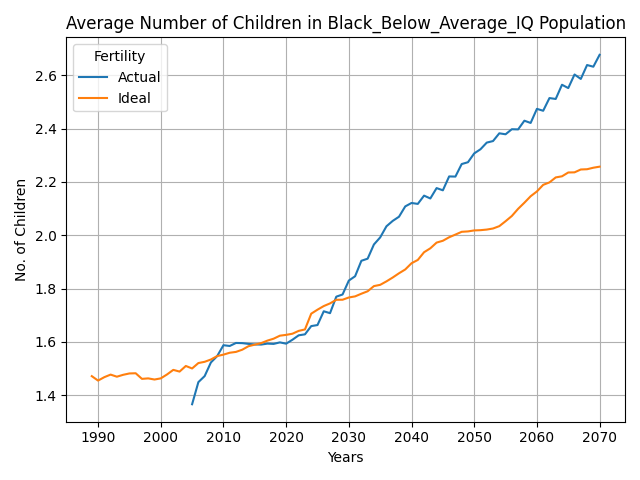 Average Number of Children in Black_Below_Average_IQ Population
Fertility
Actual
Ideal
No. of Children
2.6
2.4
2.2
2.0
1.8
1.6
1.4
1990 2000 2010 2020 2030 2040 2050 2060 2070
Years